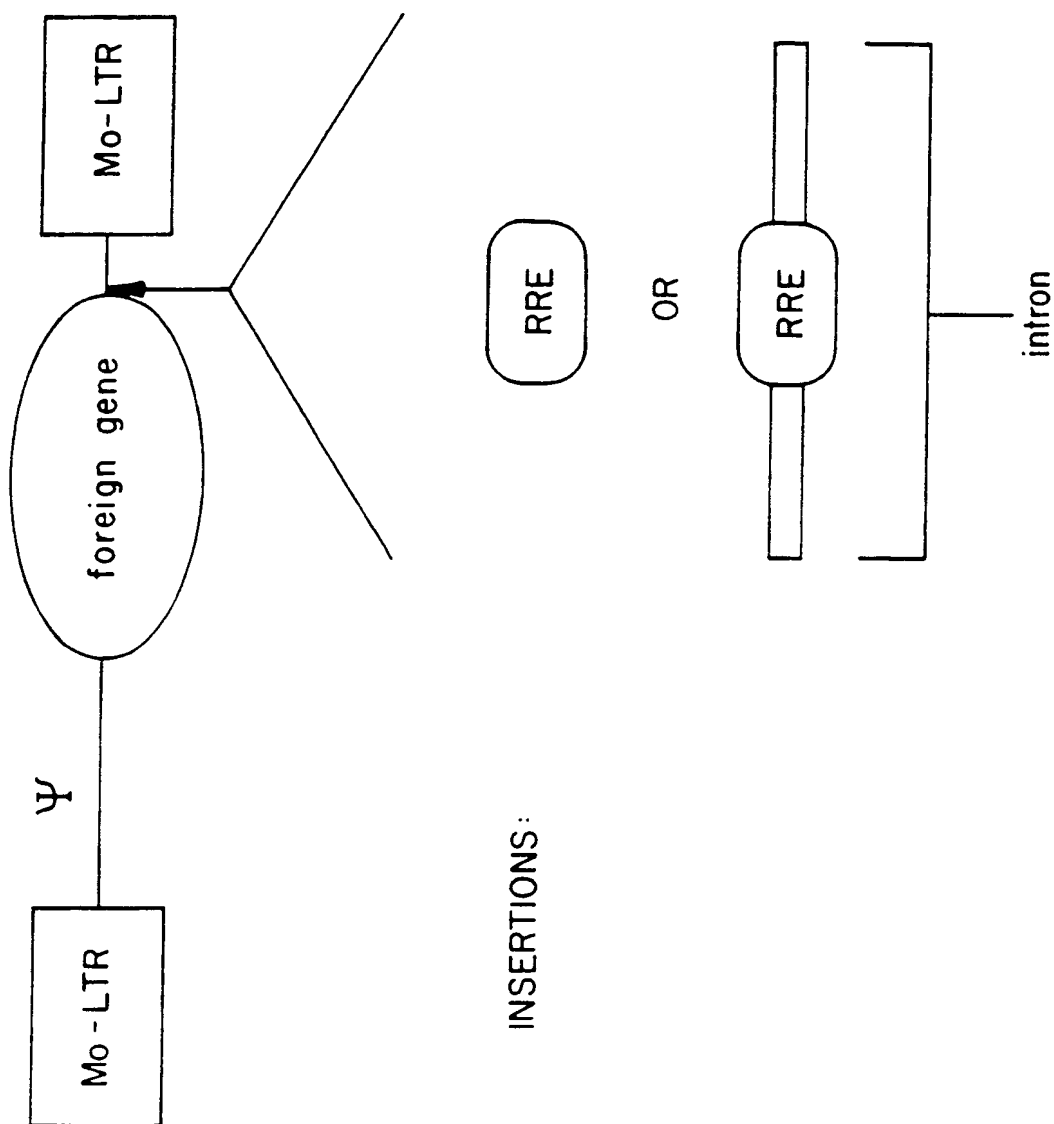 Mo-LTR
Ψ
foreign gene
Mo-LTR
INSERTIONS:
RRE
OR
RRE
intron